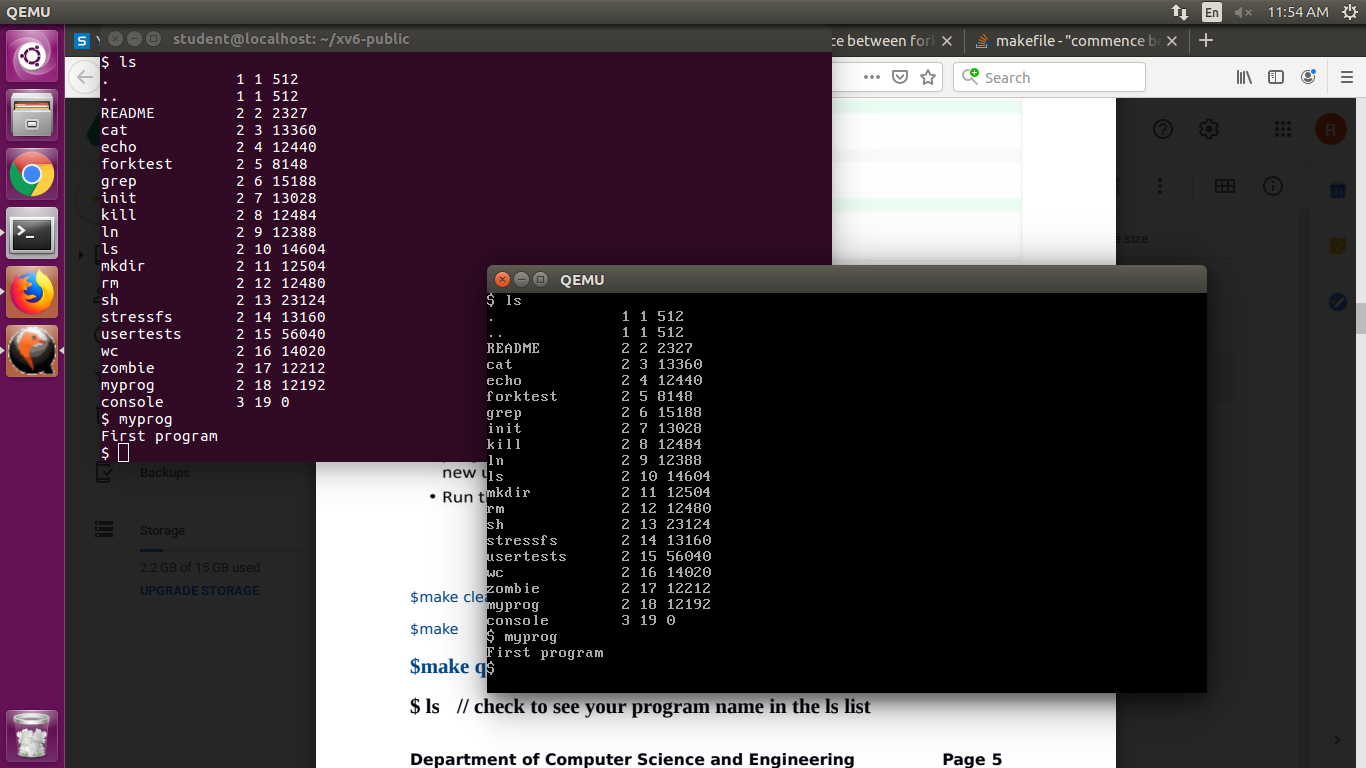 QEMU
En
11:54 AM
student@localhost: ~/xv6-public
ce between fork
makefile - "commence be
Search
$ ls
.               1 1 512
..              1 1 512
README          2 2 2327
cat             2 3 13360
echo            2 4 12440
forktest        2 5 8148
grep            2 6 15188
init            2 7 13028
kill            2 8 12484
ln              2 9 12388
ls              2 10 14604
mkdir           2 11 12504
rm              2 12 12480
sh              2 13 23124
stressfs        2 14 13160
usertests       2 15 56040
wc              2 16 14020
zombie          2 17 12212
myprog          2 18 12192
console         3 19 0
$ myprog
First program
$
R
size
QEMU
$ ls
.               1 1 512
..              1 1 512
README          2 2 2327
cat             2 3 13360
echo            2 4 12440
forktest        2 5 8148
grep            2 6 15188
init            2 7 13028
kill            2 8 12484
ln              2 9 12388
ls              2 10 14604
mkdir           2 11 12504
rm              2 12 12480
sh              2 13 23124
stressfs        2 14 13160
usertests       2 15 56040
wc              2 16 14020
zombie          2 17 12212
myprog          2 18 12192
console         3 19 0
$ myprog
First program
$
Backups
Storage
2.2 GB of 15 GB used
UPGRADE STORAGE
new u
• Run t
$make clea
$make
$make q
$ ls // check to see your program name in the ls list
Department of Computer Science and Engineering Page 5